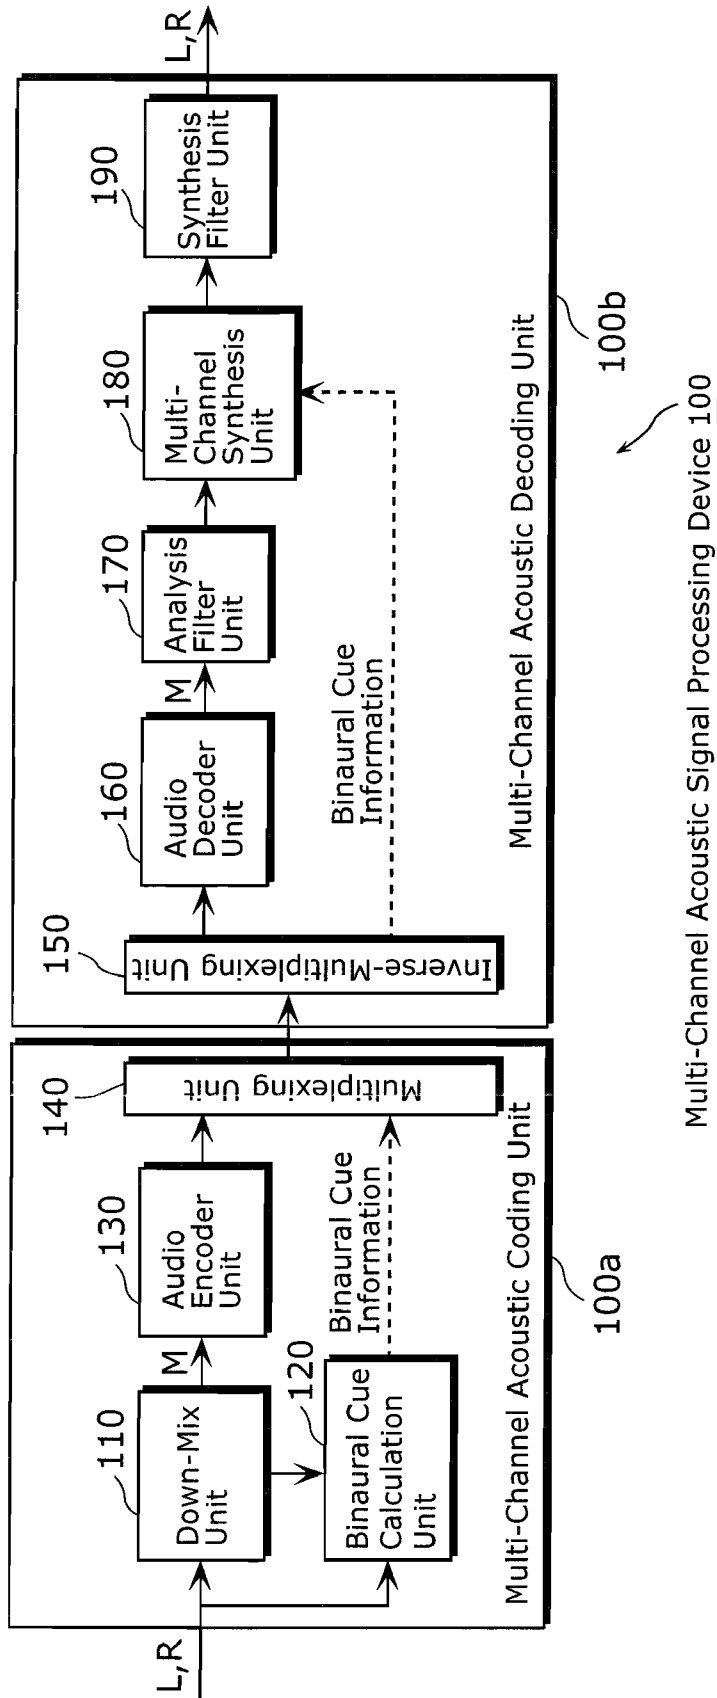 L,R
110
Down-Mix
Unit
M
130
Audio
Encoder
Unit
120
Binaural Cue
Calculation
Unit
Binaural Cue
Information
140
Multiplexing Unit
Multi-Channel Acoustic Coding Unit
100a
150
Inverse-Multiplexing Unit
160
Audio
Decoder
Unit
M
170
Analysis
Filter
Unit
180
Multi-
Channel
Synthesis
Unit
190
Synthesis
Filter Unit
L,R
Binaural Cue
Information
Multi-Channel Acoustic Decoding Unit
100b
Multi-Channel Acoustic Signal Processing Device 100